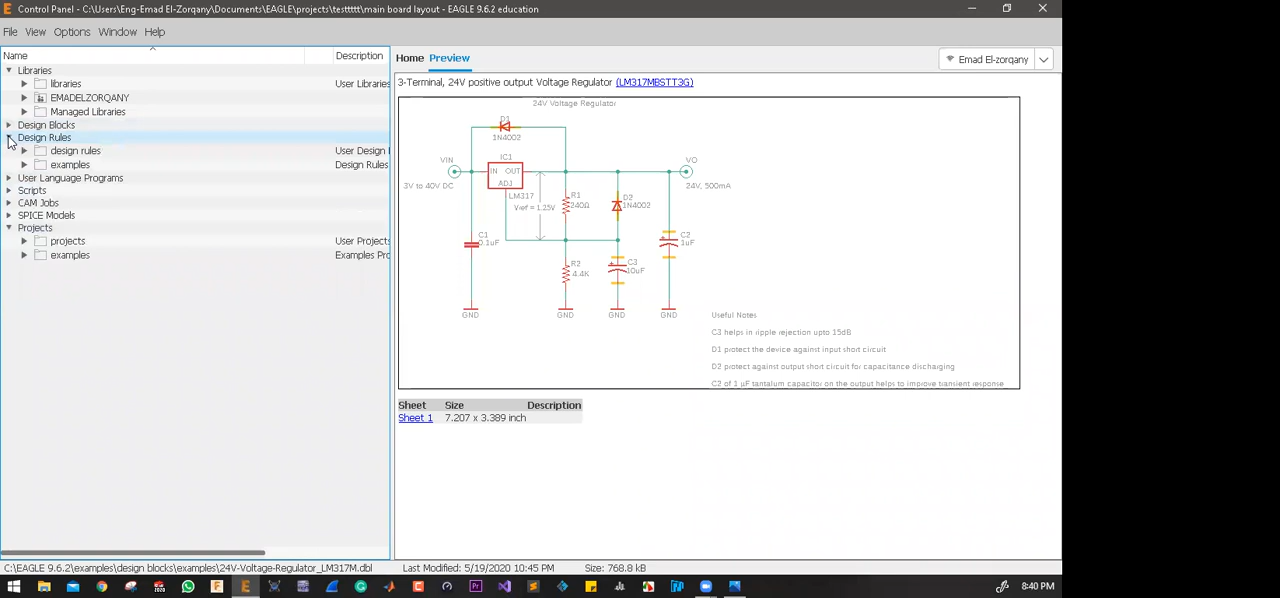 Control Panel - C:\Users\Eng-Emad El-Zorqany\Documents\EAGLE\projects\testttttt\main board layout - EAGLE 9.6.2 education
File View Options Window Help
Name Description
Libraries
libraries User Libraries
EMADELZORQANY
Managed Libraries
Design Blocks
Design Rules
design rules User Design
examples Design Rules
User Language Programs
Scripts
CAM Jobs
SPICE Models
Projects
projects User Projects
examples Examples Pro
Home Preview
Emad El-zorqany
3-Terminal, 24V positive output Voltage Regulator (LM317MBSTT3G)
24V Voltage Regulator
D1
1N4002
VIN
IC1
VO
IN OUT
ADJ
3V to 40V DC
24V, 500mA
LM317
Vref = 1.25V
R1
240Ω
D2
1N4002
C1
0.1uF
C2
1uF
R2
4.4K
C3
10uF
GND GND GND GND
Useful Notes
C3 helps in ripple rejection upto 15dB
D1 protect the device against input short circuit
D2 protect against output short circuit for capacitance discharging
C2 of 1 µF tantalum capacitor on the output helps to improve transient response
Sheet Size Description
Sheet 1 7.207 x 3.389 inch
C:\EAGLE 9.6.2\examples\design blocks\examples\24V-Voltage-Regulator_LM317M.dbl Last Modified: 5/19/2020 10:45 PM Size: 768.8 kB
8:40 PM